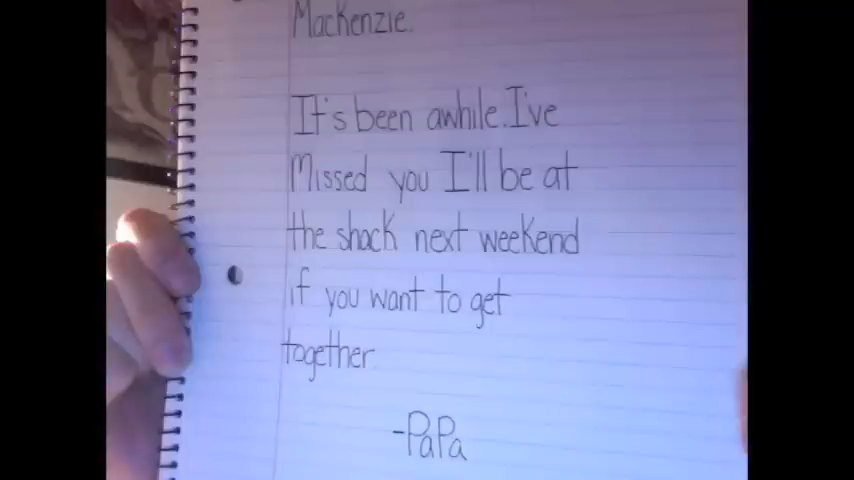 Mackenzie.
It's been awhile. I've
Missed you I'll be at
the shack next weekend
if you want to get
together.
-PaPa